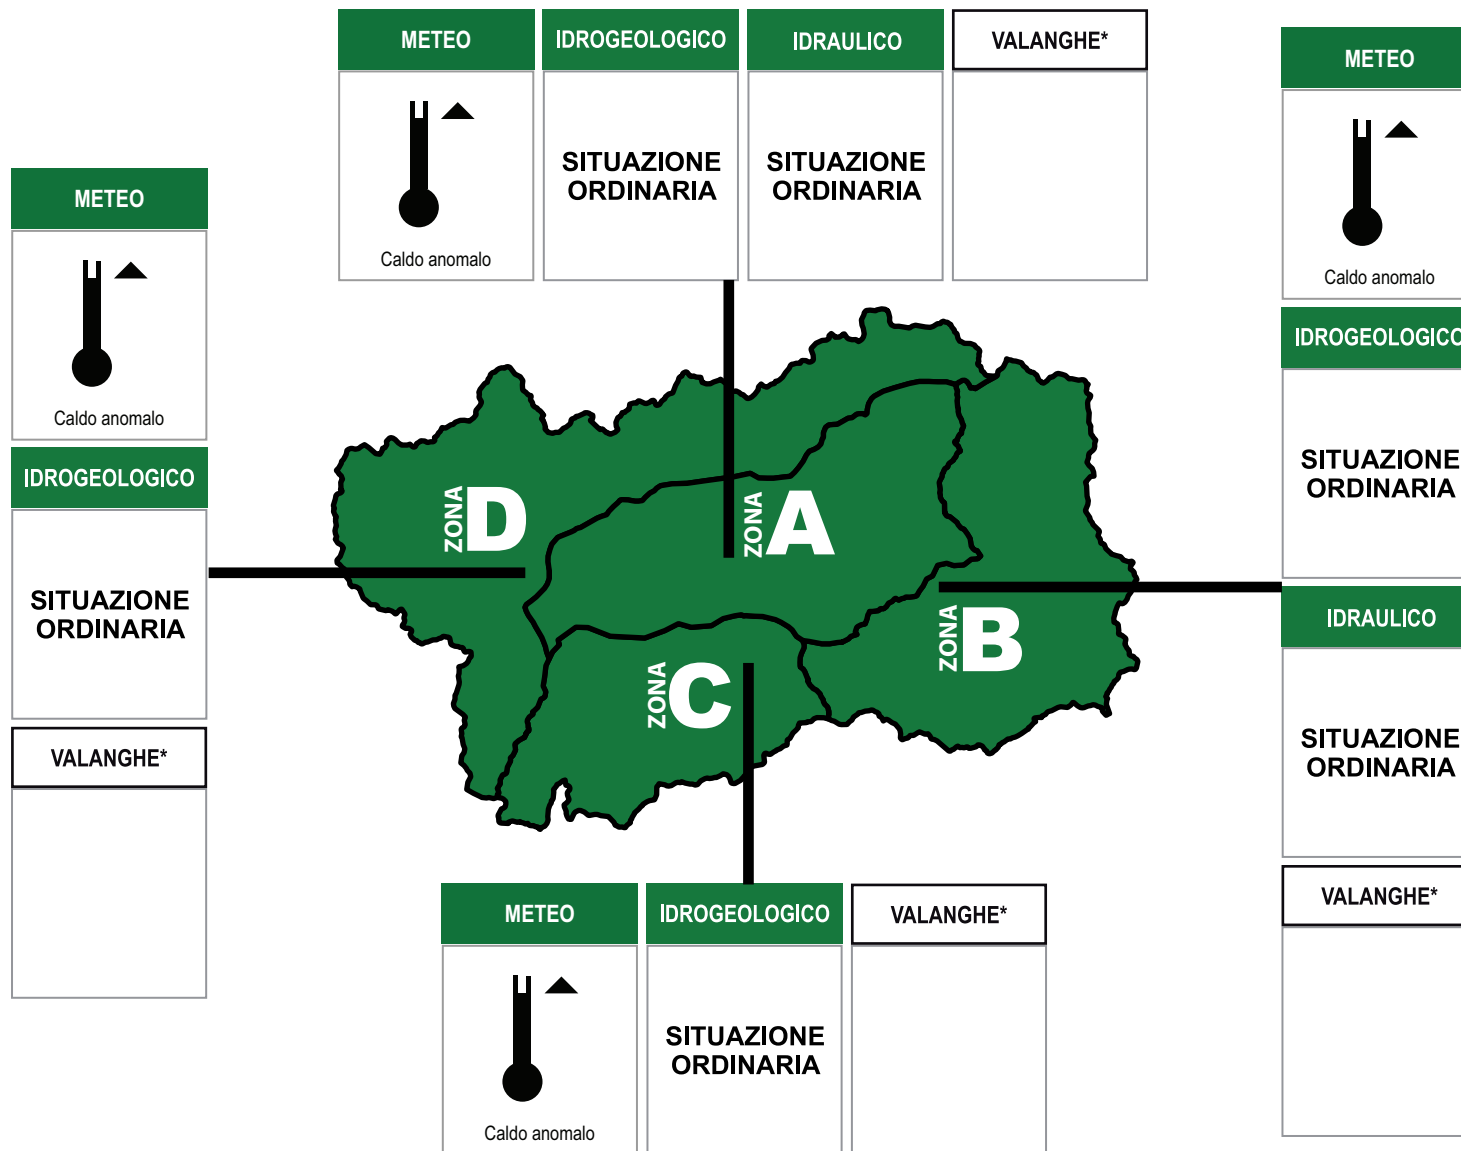 METEO
IDROGEOLOGICO
IDRAULICO
VALANGHE*
Caldo anomalo
SITUAZIONE
ORDINARIA
SITUAZIONE
ORDINARIA
METEO
Caldo anomalo
IDROGEOLOGICO
SITUAZIONE
ORDINARIA
VALANGHE*
METEO
Caldo anomalo
IDROGEOLOGICO
SITUAZIONE
ORDINARIA
IDRAULICO
SITUAZIONE
ORDINARIA
VALANGHE*
ZONA D
ZONA A
ZONA B
ZONA C
METEO
IDROGEOLOGICO
VALANGHE*
Caldo anomalo
SITUAZIONE
ORDINARIA